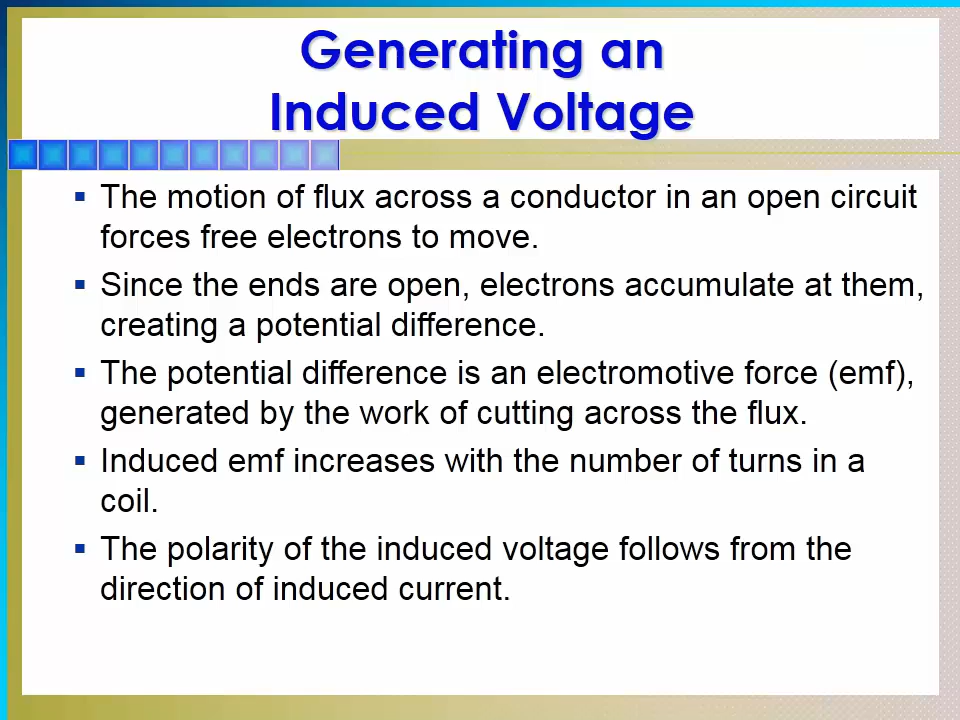 Generating an
Induced Voltage
▪ The motion of flux across a conductor in an open circuit
forces free electrons to move.
▪ Since the ends are open, electrons accumulate at them,
creating a potential difference.
▪ The potential difference is an electromotive force (emf),
generated by the work of cutting across the flux.
▪ Induced emf increases with the number of turns in a
coil.
▪ The polarity of the induced voltage follows from the
direction of induced current.